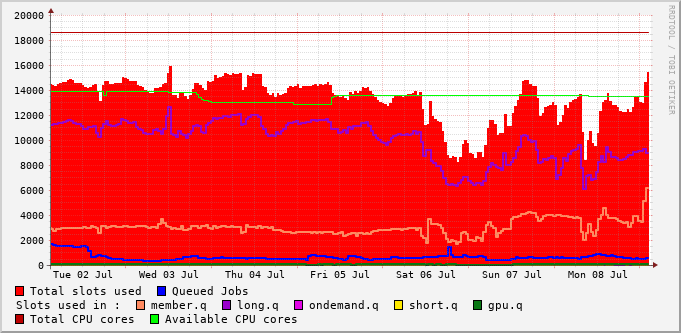 20000
18000
16000
14000
12000
10000
8000
6000
4000
2000
0
Tue 02 Jul Wed 03 Jul Thu 04 Jul Fri 05 Jul Sat 06 Jul Sun 07 Jul Mon 08 Jul
RRDTOOL / TOBI OETIKER
Total slots used Queued Jobs
Slots used in : member.q long.q ondemand.q short.q gpu.q
Total CPU cores Available CPU cores